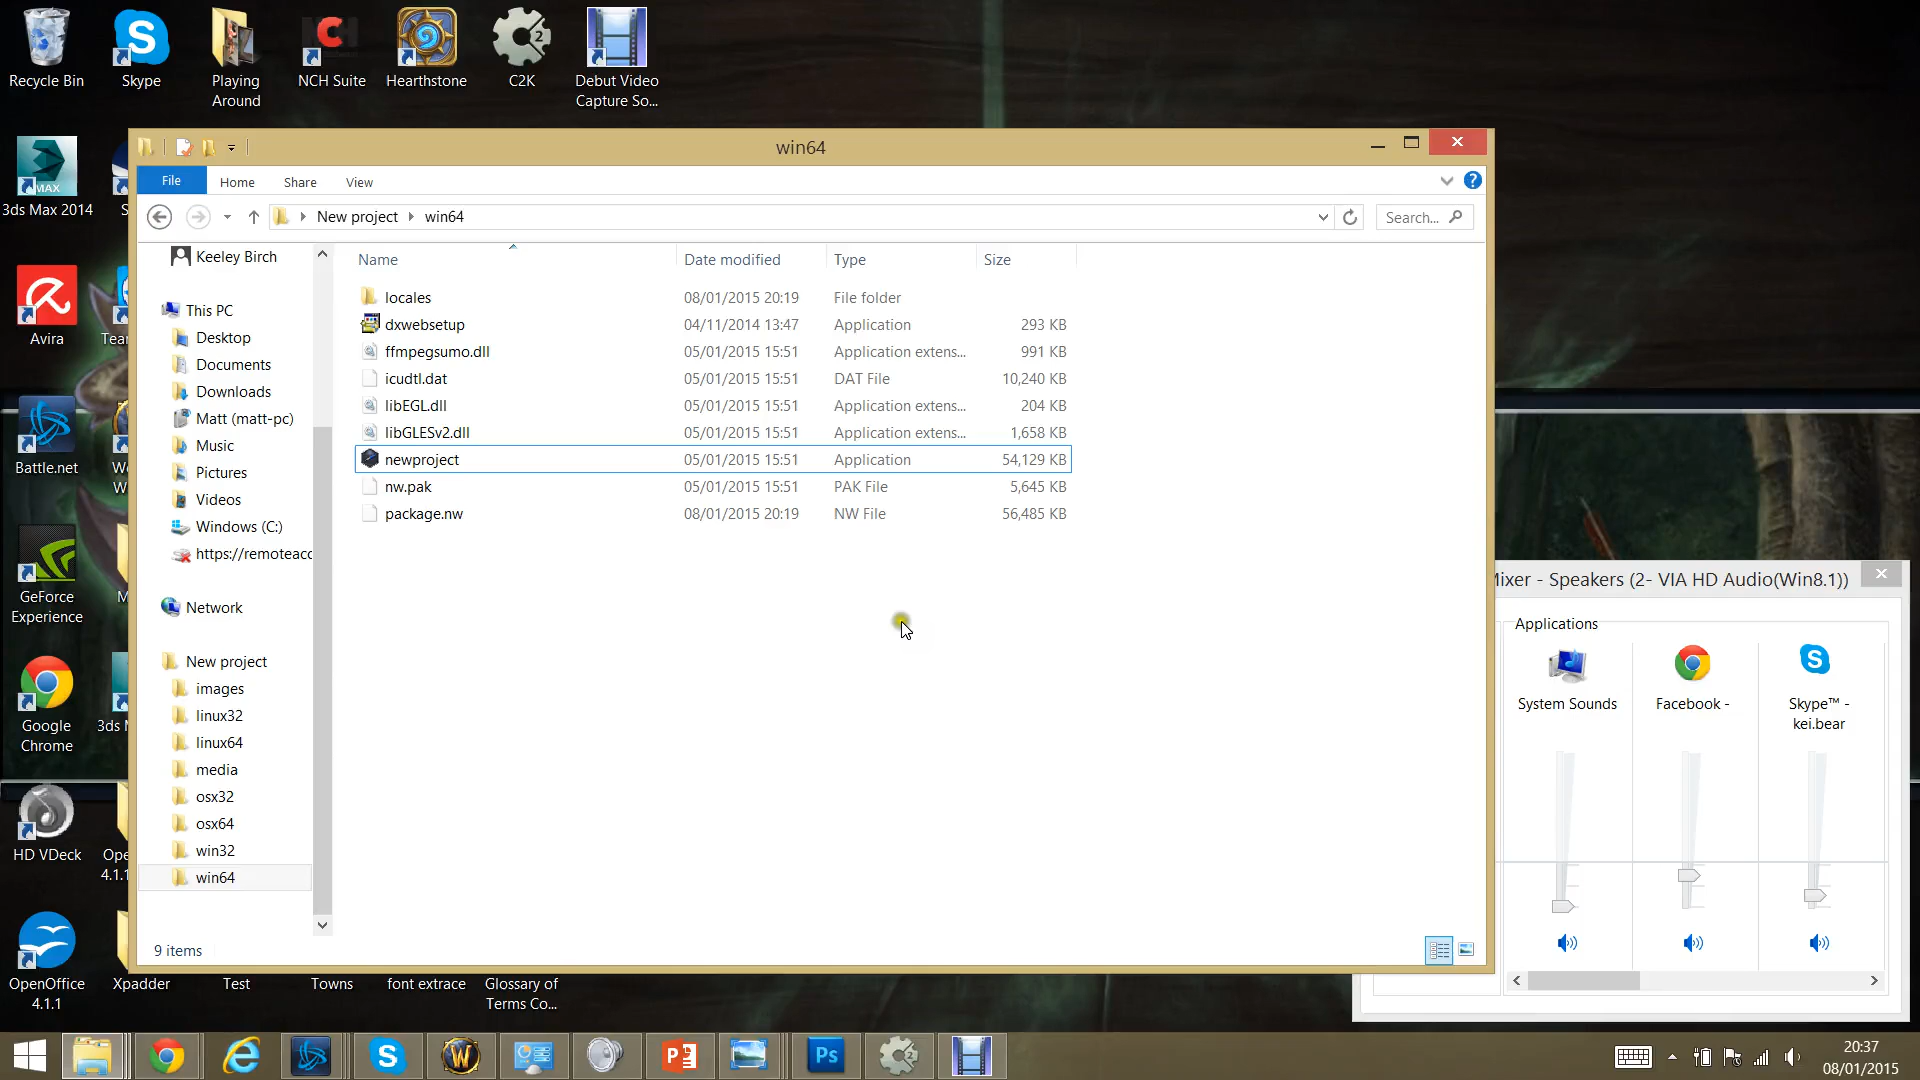 Recycle Bin
Skype
Playing
Around
NCH Suite
Hearthstone
C2K
Debut Video
Capture So...
3ds Max 2014
Avira
Battle.net
GeForce
Experience
Google
Chrome
HD VDeck
OpenOffice
4.1.1
Xpadder
Test
Towns
font extrace
Glossary of
Terms Co...
win64
File
Home
Share
View
New project
win64
Search...
Keeley Birch
This PC
Desktop
Documents
Downloads
Matt (matt-pc)
Music
Pictures
Videos
Windows (C:)
https://remoteacc
Network
New project
images
linux32
linux64
media
osx32
osx64
win32
win64
Name Date modified Type Size
locales 08/01/2015 20:19 File folder
dxwebsetup 04/11/2014 13:47 Application 293 KB
ffmpegsumo.dll 05/01/2015 15:51 Application extens... 991 KB
icudtl.dat 05/01/2015 15:51 DAT File 10,240 KB
libEGL.dll 05/01/2015 15:51 Application extens... 204 KB
libGLESv2.dll 05/01/2015 15:51 Application extens... 1,658 KB
newproject 05/01/2015 15:51 Application 54,129 KB
nw.pak 05/01/2015 15:51 PAK File 5,645 KB
package.nw 08/01/2015 20:19 NW File 56,485 KB
9 items
Mixer - Speakers (2- VIA HD Audio(Win8.1))
Applications
System Sounds
Facebook -
Skype™ -
kei.bear
20:37
08/01/2015